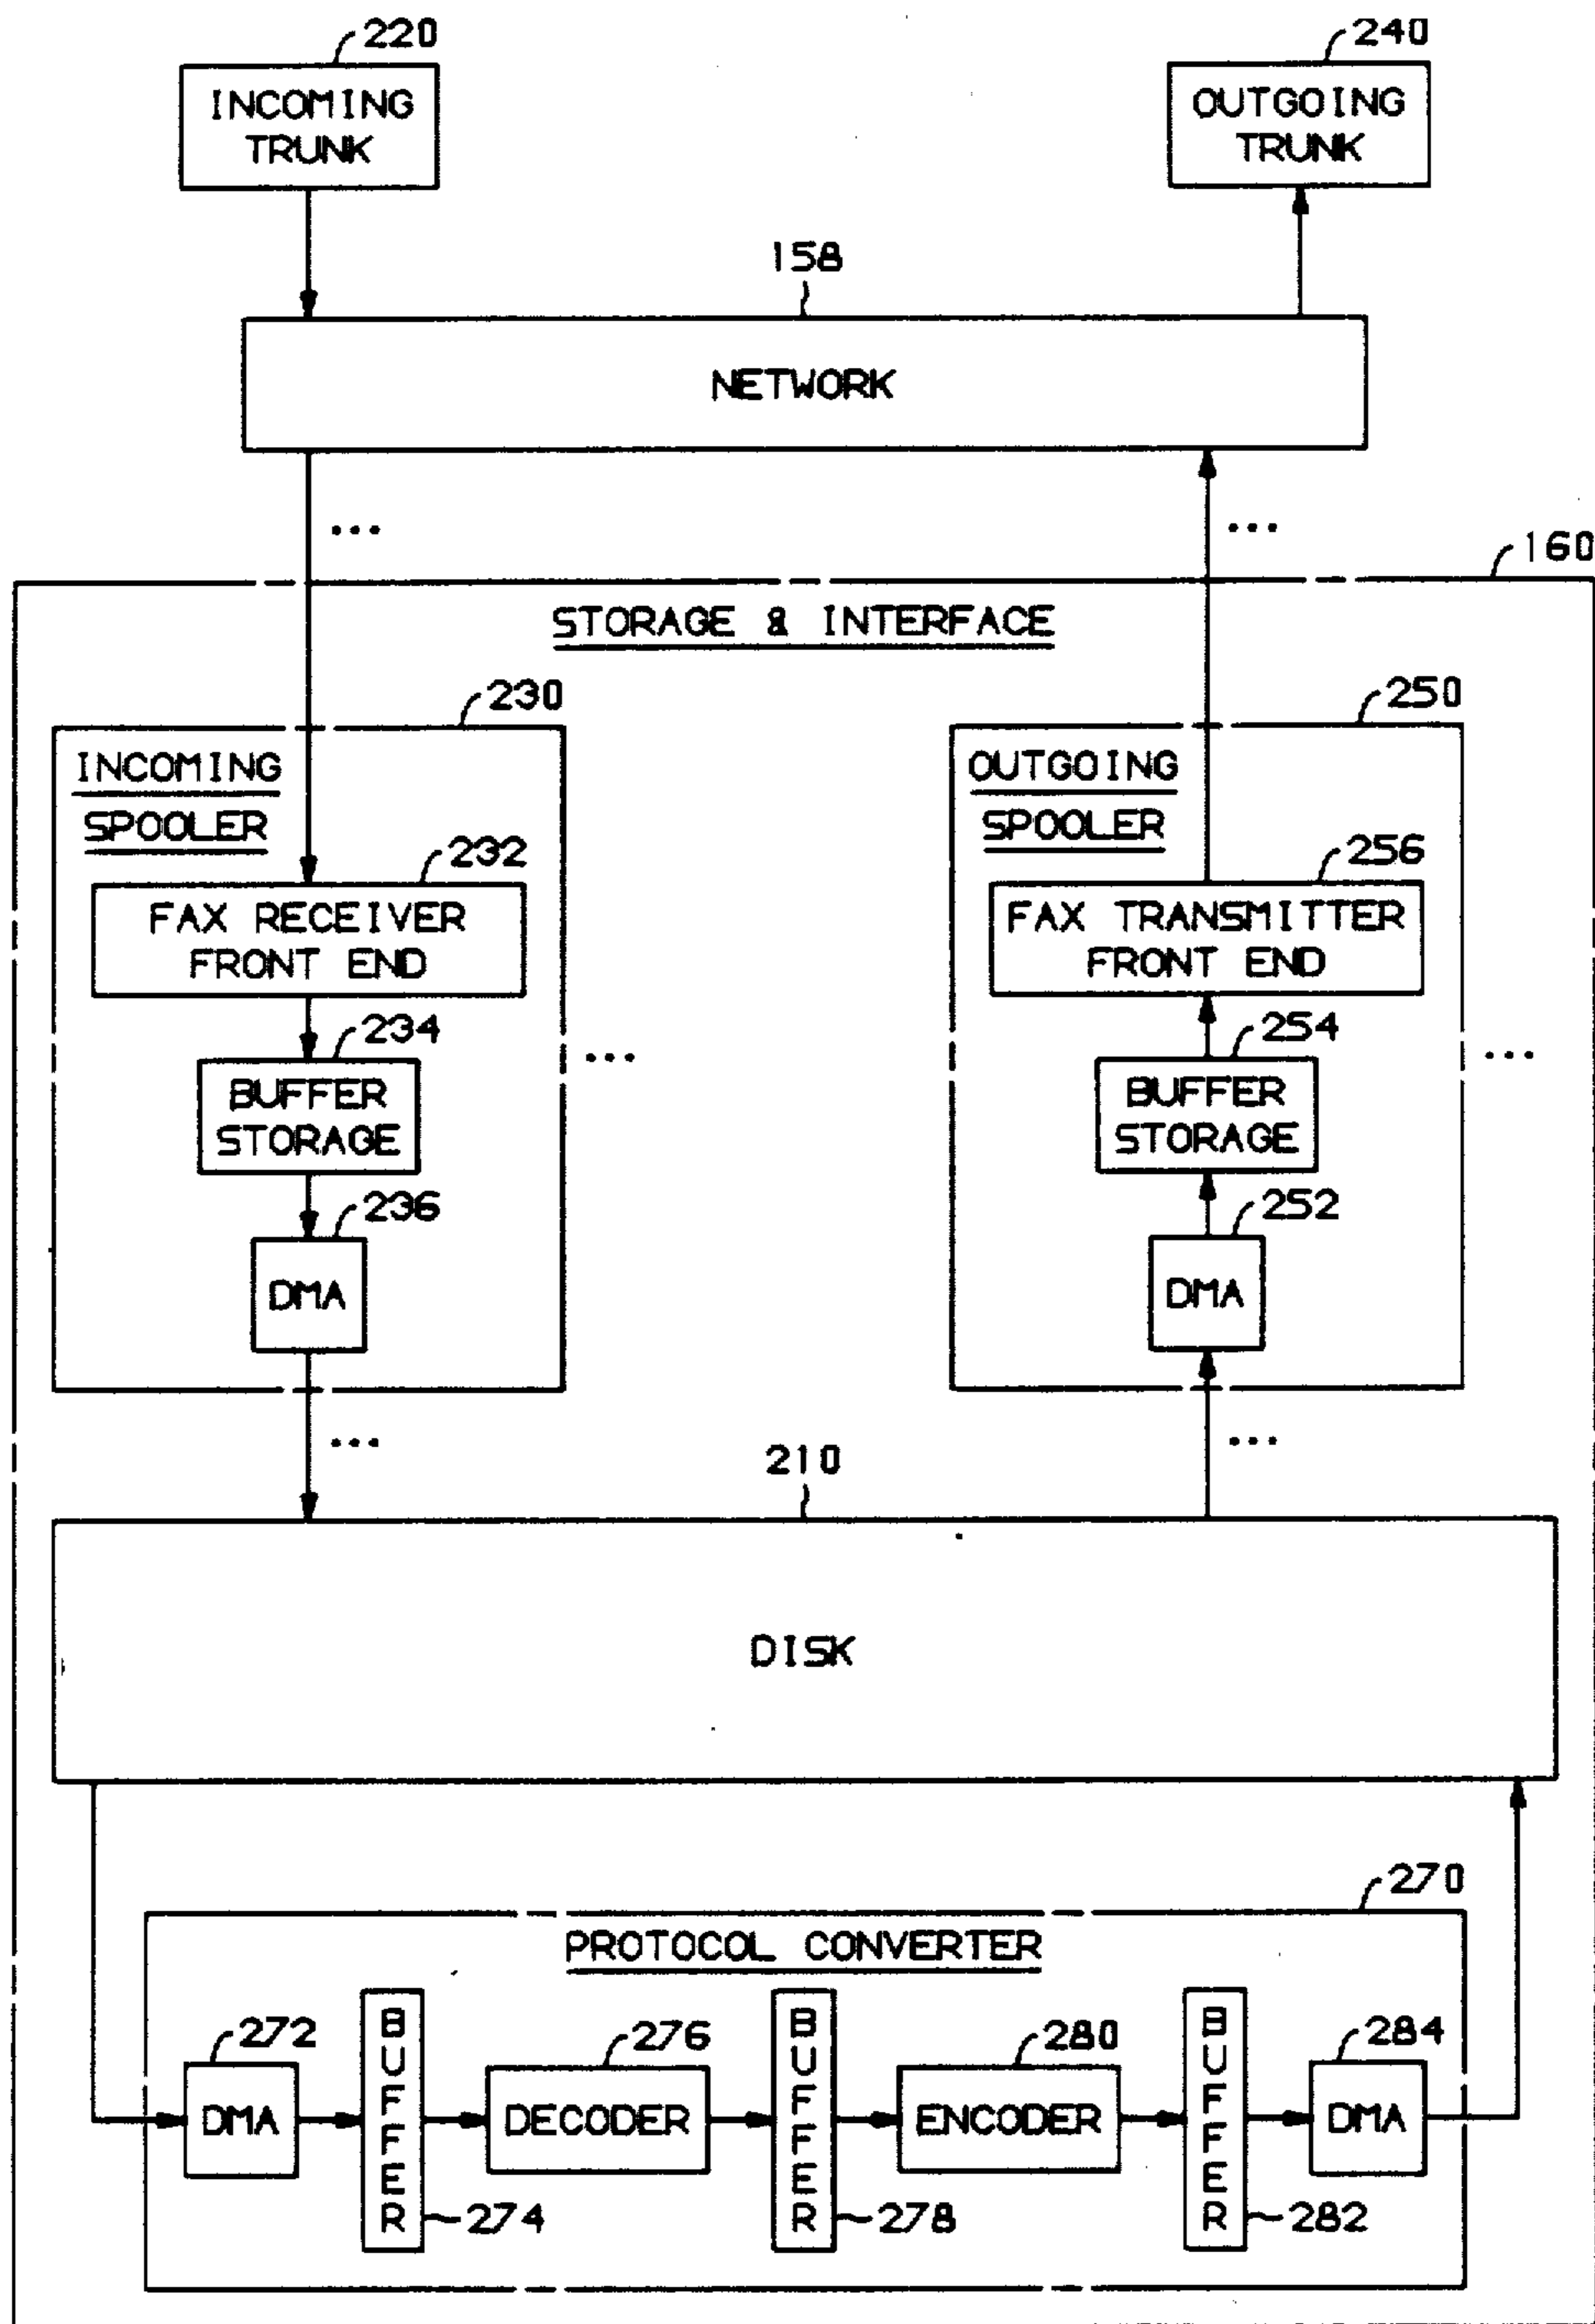 220
240
INCOMING
TRUNK
OUTGOING
TRUNK
158
NETWORK
...
...
160
STORAGE & INTERFACE
230
250
INCOMING
SPOOLER
OUTGOING
SPOOLER
232
256
FAX RECEIVER
FRONT END
FAX TRANSMITTER
FRONT END
234
254
BUFFER
STORAGE
...
BUFFER
STORAGE
...
236
252
DMA
DMA
...
...
210
DISK
270
PROTOCOL CONVERTER
272
DMA
BUFFER
274
276
DECODER
BUFFER
278
280
ENCODER
BUFFER
282
284
DMA